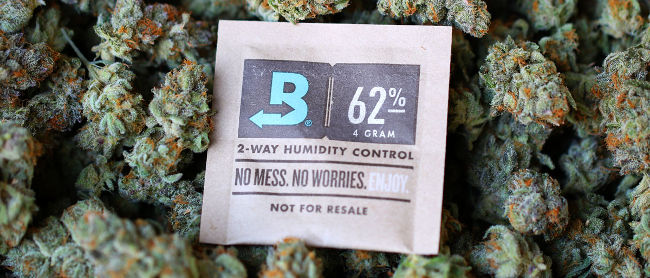 B
62%
4 GRAM
2-WAY HUMIDITY CONTROL
NO MESS. NO WORRIES. ENJOY.
NOT FOR RESALE